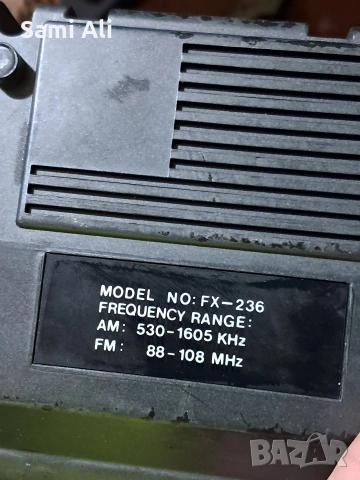 Sami Ali
MODEL NO: FX-236
FREQUENCY RANGE:
AM: 530-1605 KHz
FM: 88-108 MHz
BAZAR